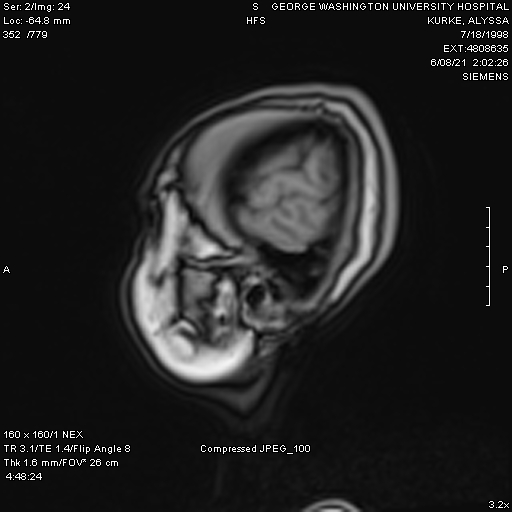 Ser: 2/Img: 24
Loc: -64.8 mm
352 /779
S GEORGE WASHINGTON UNIVERSITY HOSPITAL
HFS KURKE, ALYSSA
7/18/1998
EXT:4808635
6/08/21 2:02:26
SIEMENS
A
P
160 x 160/1 NEX
TR 3.1/TE 1.4/Flip Angle 8
Compressed JPEG_100
Thk 1.6 mm/FOV* 26 cm
4:48:24
3.2x